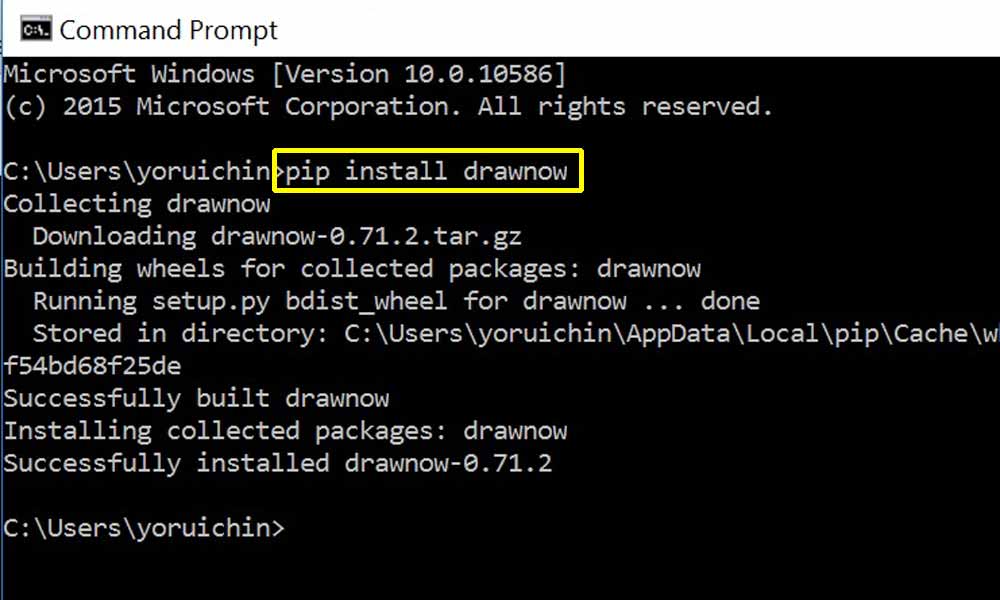 Command Prompt
Microsoft Windows [Version 10.0.10586]
(c) 2015 Microsoft Corporation. All rights reserved.
C:\Users\yoruichin>pip install drawnow
Collecting drawnow
Downloading drawnow-0.71.2.tar.gz
Building wheels for collected packages: drawnow
Running setup.py bdist_wheel for drawnow ... done
Stored in directory: C:\Users\yoruichin\AppData\Local\pip\Cache\w
f54bd68f25de
Successfully built drawnow
Installing collected packages: drawnow
Successfully installed drawnow-0.71.2
C:\Users\yoruichin>